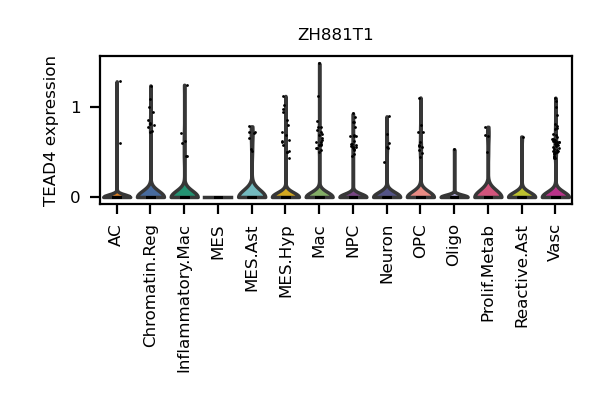 ZH881T1
TEAD4 expression
1
0
AC
Chromatin.Reg
Inflammatory.Mac
MES
MES.Ast
MES.Hyp
Mac
NPC
Neuron
OPC
Oligo
Prolif.Metab
Reactive.Ast
Vasc